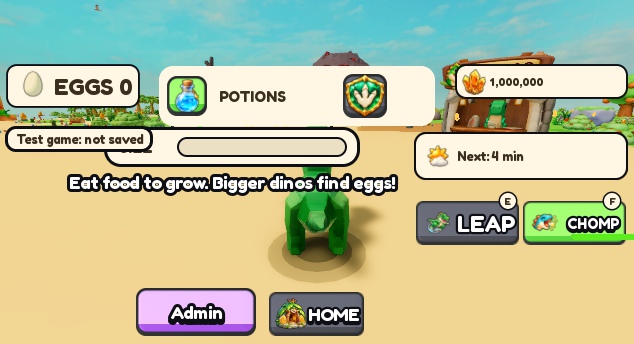 EGGS 0
POTIONS
1,000,000
Test game: not saved
Next: 4 min
Eat food to grow. Bigger dinos find eggs!
E
F
LEAP
CHOMP
Admin
HOME